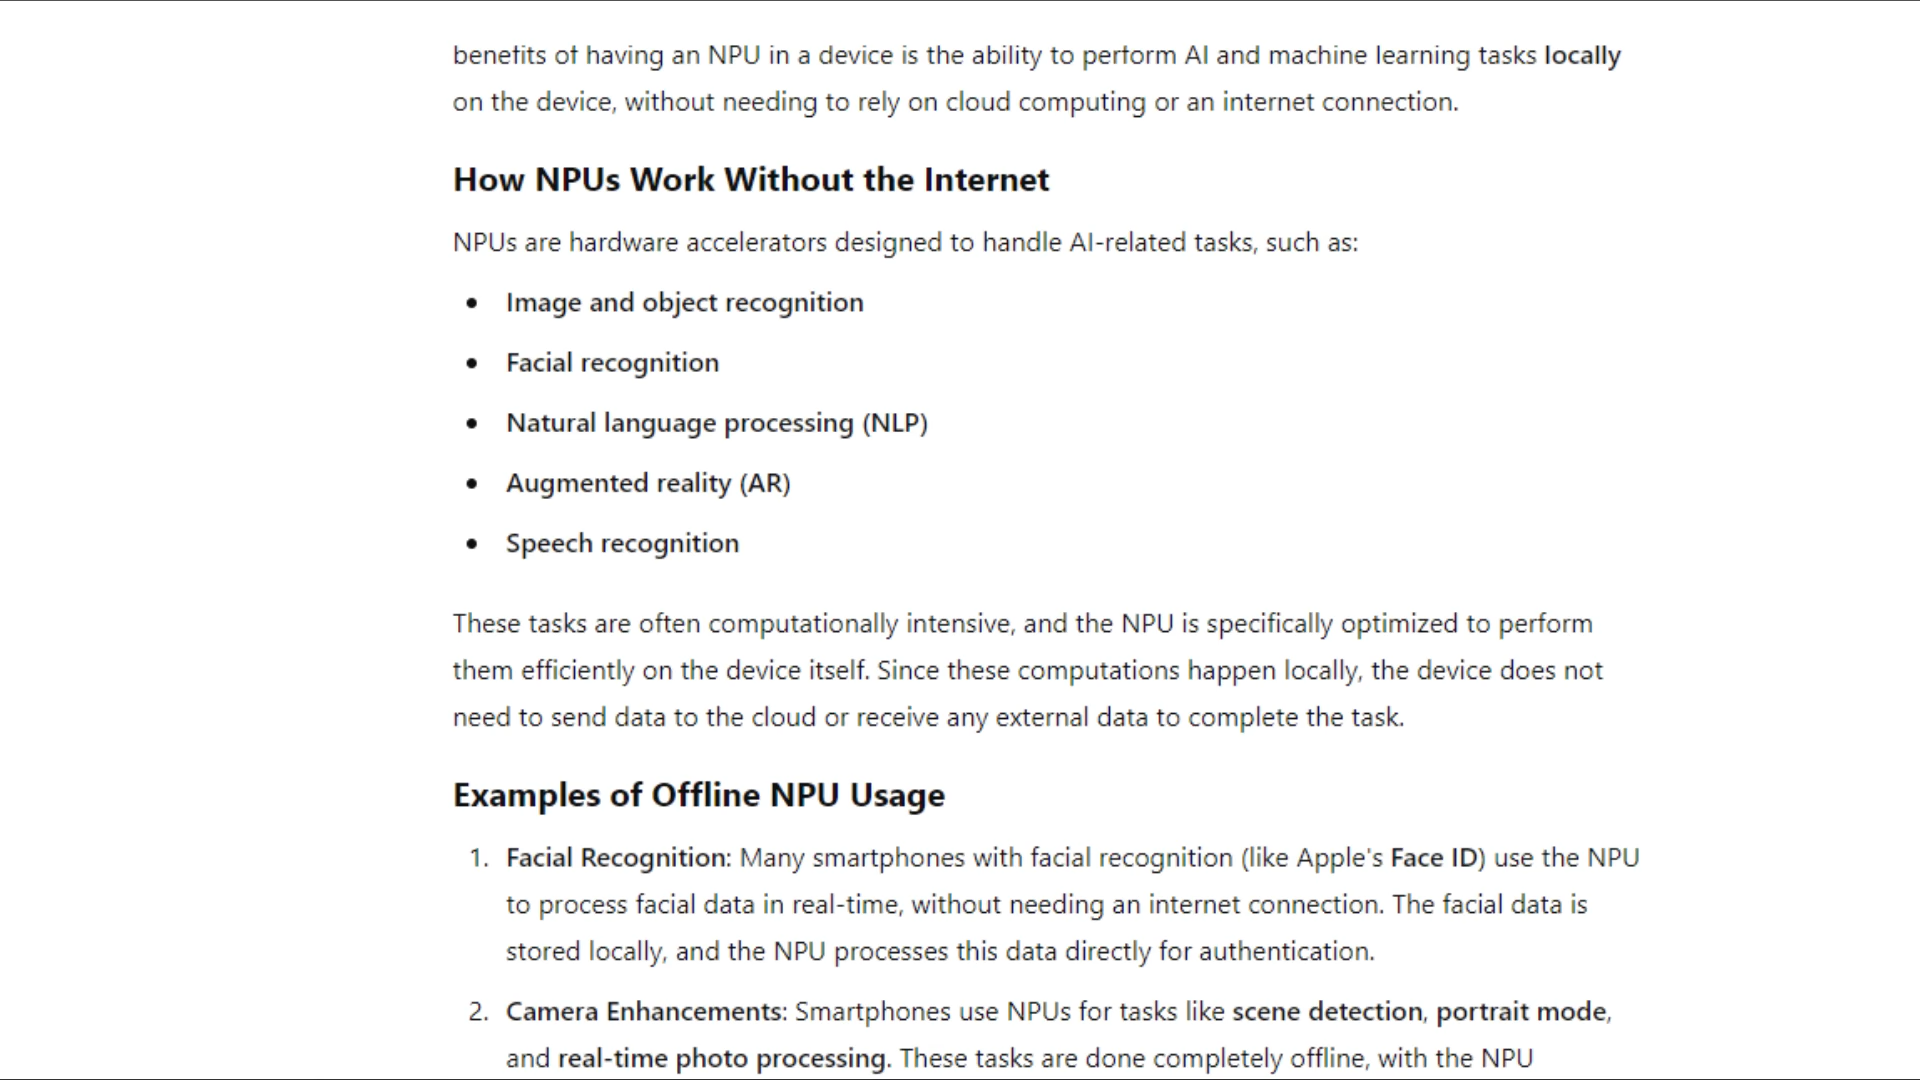 benefits of having an NPU in a device is the ability to perform AI and machine learning tasks locally
on the device, without needing to rely on cloud computing or an internet connection.
How NPUs Work Without the Internet
NPUs are hardware accelerators designed to handle AI-related tasks, such as:
• Image and object recognition
• Facial recognition
• Natural language processing (NLP)
• Augmented reality (AR)
• Speech recognition
These tasks are often computationally intensive, and the NPU is specifically optimized to perform
them efficiently on the device itself. Since these computations happen locally, the device does not
need to send data to the cloud or receive any external data to complete the task.
Examples of Offline NPU Usage
1. Facial Recognition: Many smartphones with facial recognition (like Apple's Face ID) use the NPU
to process facial data in real-time, without needing an internet connection. The facial data is
stored locally, and the NPU processes this data directly for authentication.
2. Camera Enhancements: Smartphones use NPUs for tasks like scene detection, portrait mode,
and real-time photo processing. These tasks are done completely offline, with the NPU